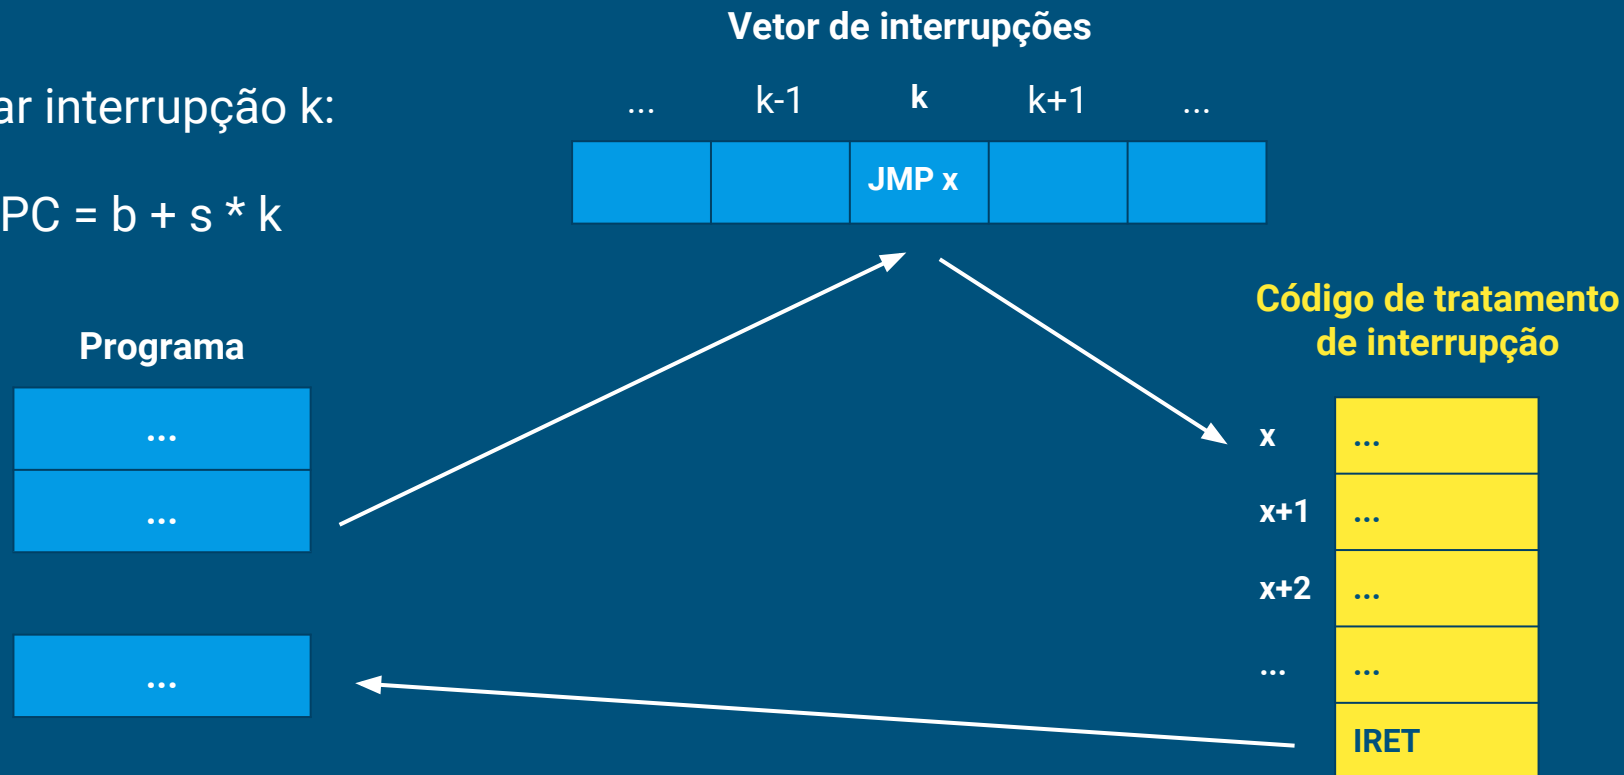 Vetor de interrupções
ar interrupção k:
... k-1 k k+1 ...
JMP x
PC = b + s * k
Código de tratamento
de interrupção
Programa
...
...
...
x ...
x+1 ...
x+2 ...
... ...
IRET